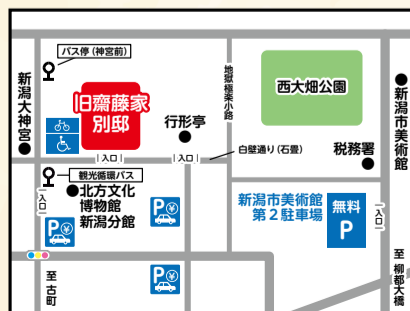 バス停（神宮前）
新潟大神宮
旧齋藤家
別邸
行形亭
地獄極楽小路
西大畑公園
新潟市美術館
入口
入口
白壁通り（石畳）
税務署
観光循環バス
入口
北方文化
博物館
新潟分館
P
P
新潟市美術館
第2駐車場
無料
P
入口
至 古町
P
至 柳都大橋